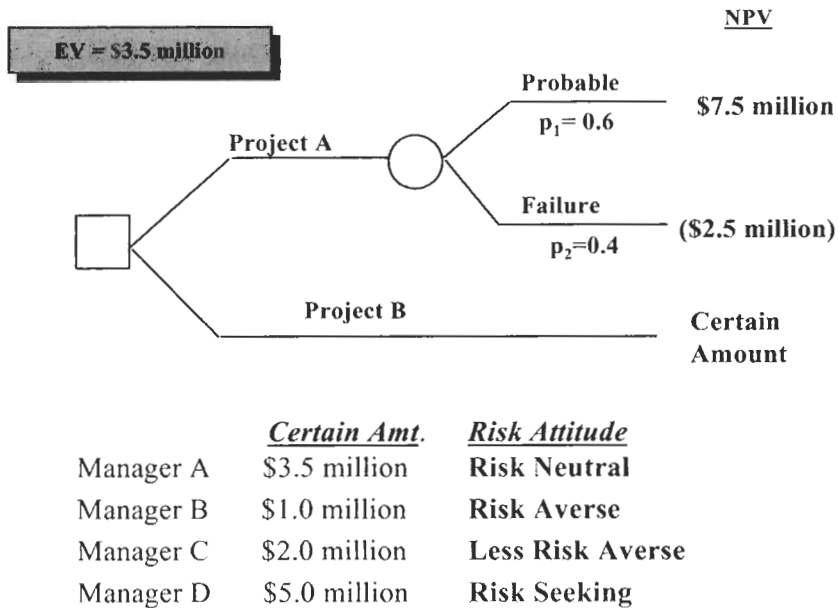 NPV
EV = $3.5 million
Probable
p₁= 0.6
$7.5 million
Project A
Failure
p₂=0.4
($2.5 million)
Project B
Certain
Amount
Certain Amt. Risk Attitude
Manager A $3.5 million Risk Neutral
Manager B $1.0 million Risk Averse
Manager C $2.0 million Less Risk Averse
Manager D $5.0 million Risk Seeking